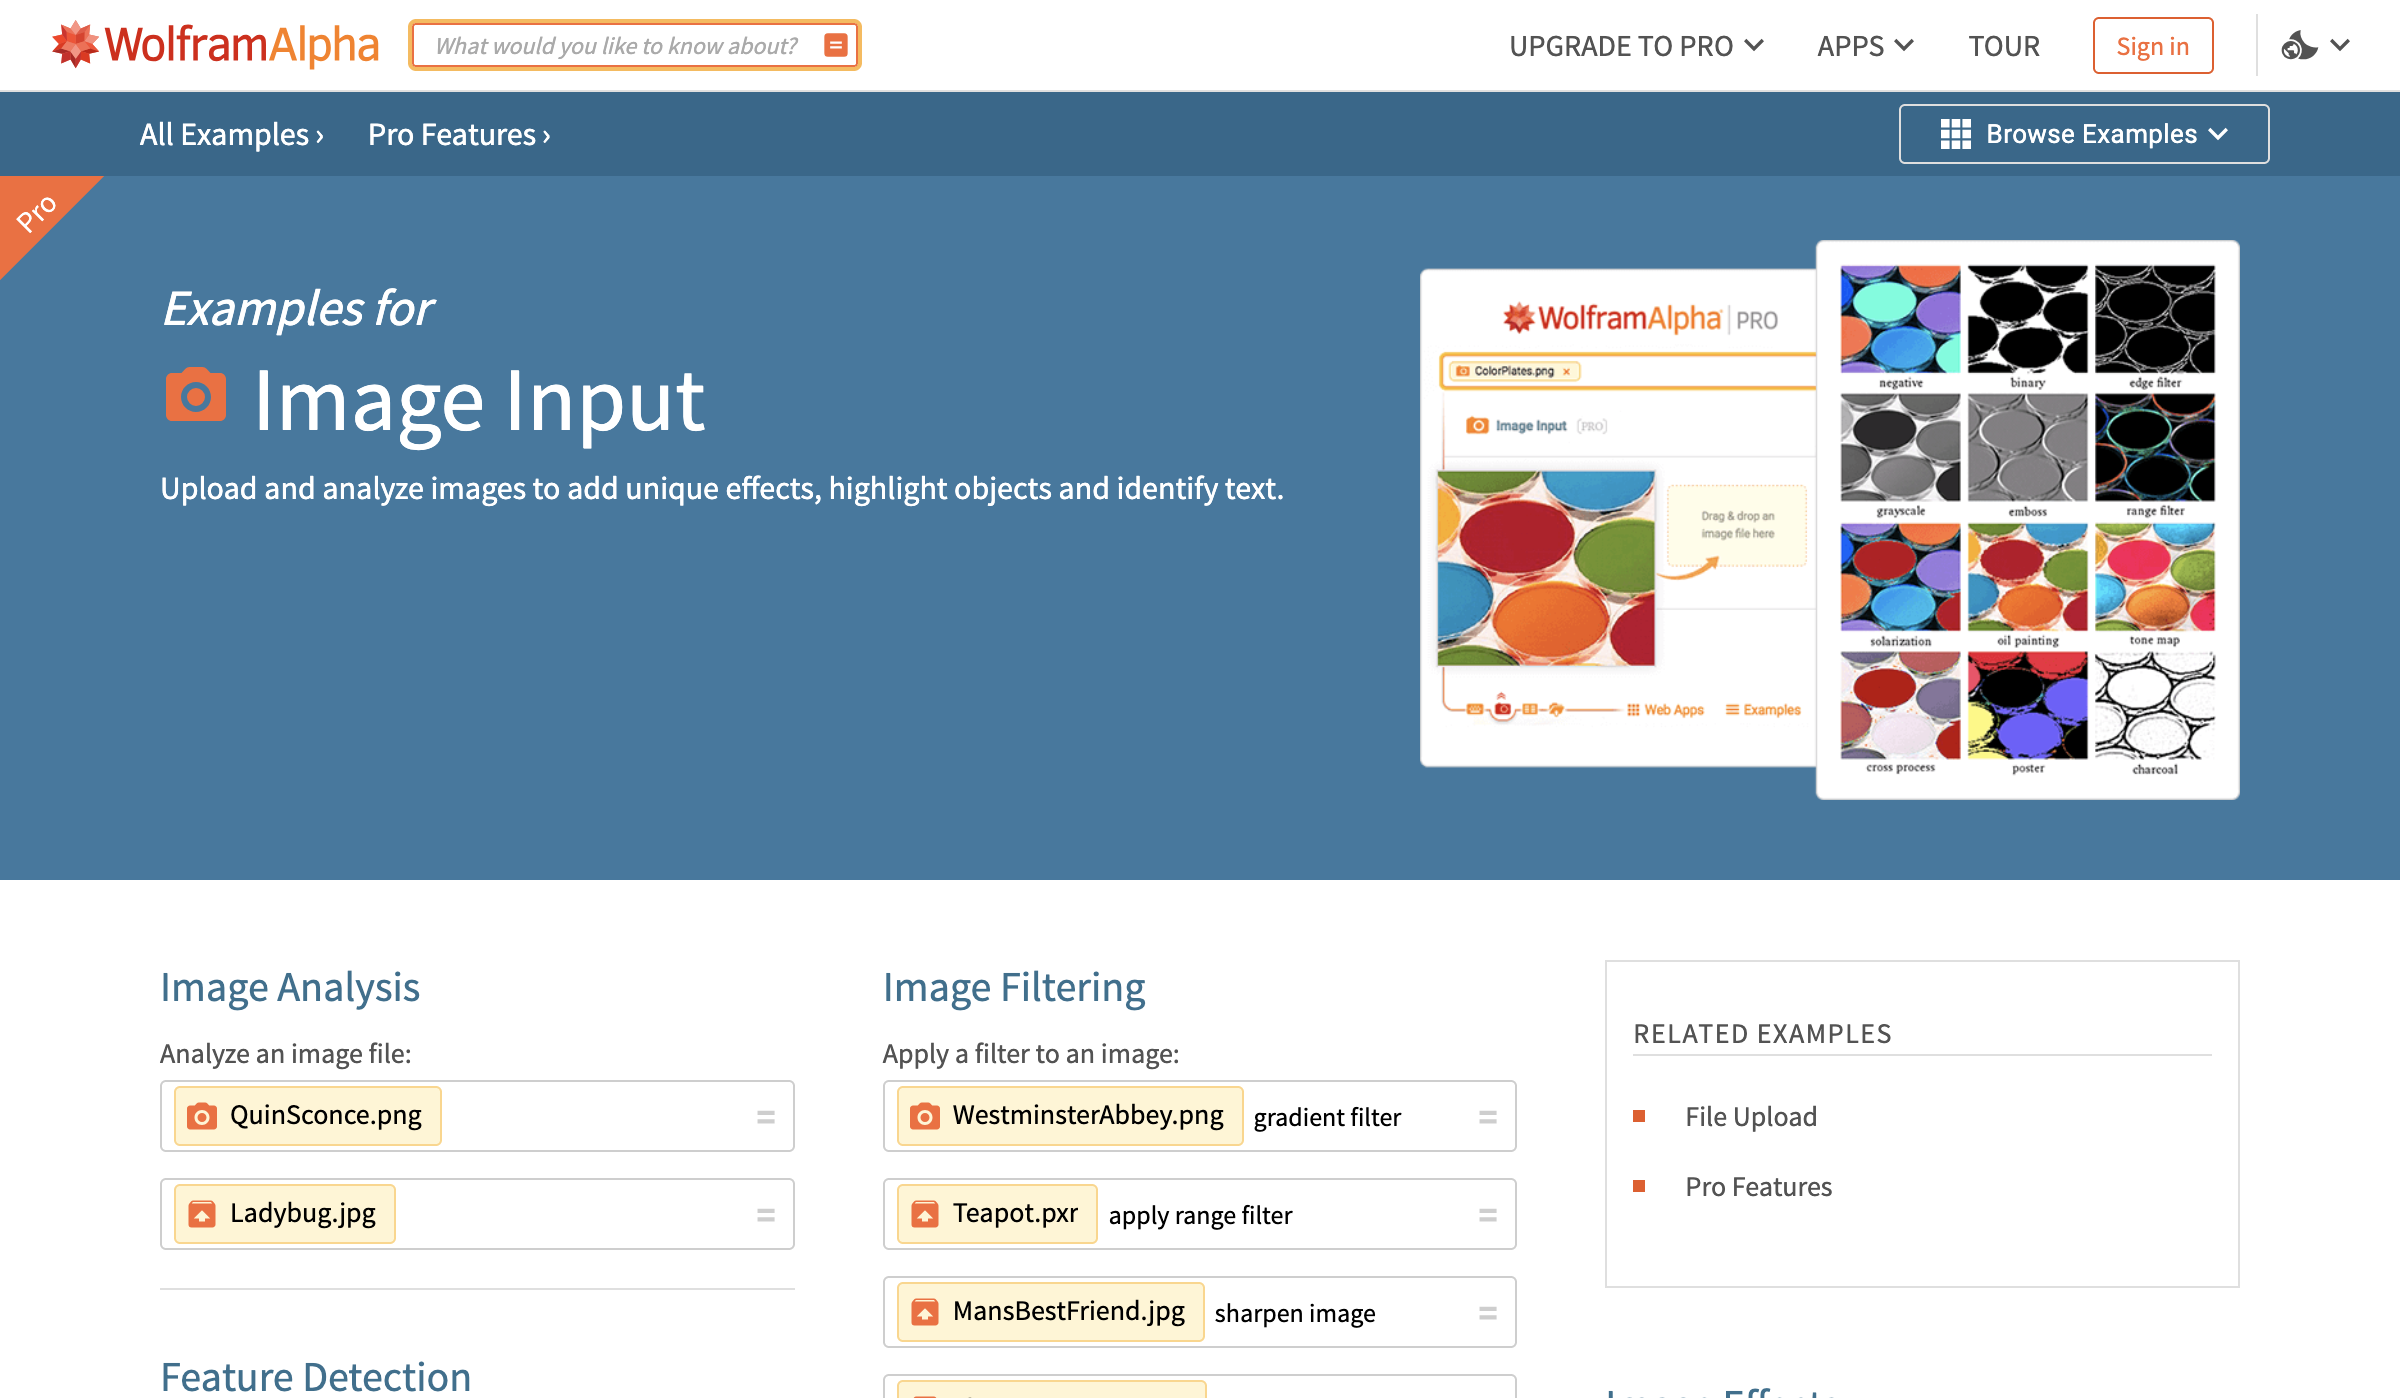 WolframAlpha
What would you like to know about?
UPGRADE TO PRO
APPS
TOUR
Sign in
All Examples ›
Pro Features ›
Browse Examples
Pro
Examples for
Image Input
Upload and analyze images to add unique effects, highlight objects and identify text.
WolframAlpha PRO
ColorPlates.png ×
Image Input [PRO]
Drag & drop an
image file here
Web Apps
Examples
negative
binary
edge filter
grayscale
emboss
range filter
solarization
oil painting
tone map
cross process
poster
charcoal
Image Analysis
Analyze an image file:
QuinSconce.png
Ladybug.jpg
Feature Detection
Image Filtering
Apply a filter to an image:
WestminsterAbbey.png gradient filter
Teapot.pxr apply range filter
MansBestFriend.jpg sharpen image
RELATED EXAMPLES
File Upload
Pro Features